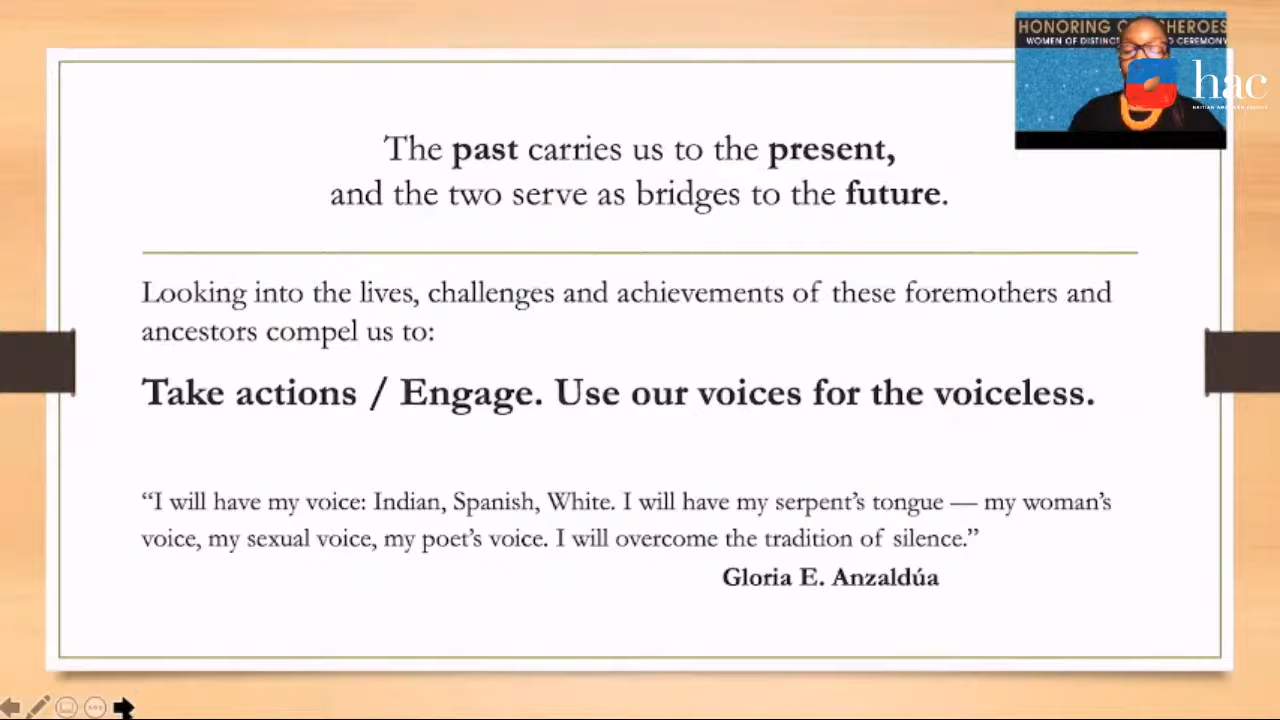 HONORING HEROES
WOMEN OF CEREMONY
hac
The past carries us to the present,
and the two serve as bridges to the future.
Looking into the lives, challenges and achievements of these foremothers and
ancestors compel us to:
Take actions / Engage. Use our voices for the voiceless.
“I will have my voice: Indian, Spanish, White. I will have my serpent’s tongue — my woman’s
voice, my sexual voice, my poet’s voice. I will overcome the tradition of silence.”
Gloria E. Anzaldúa